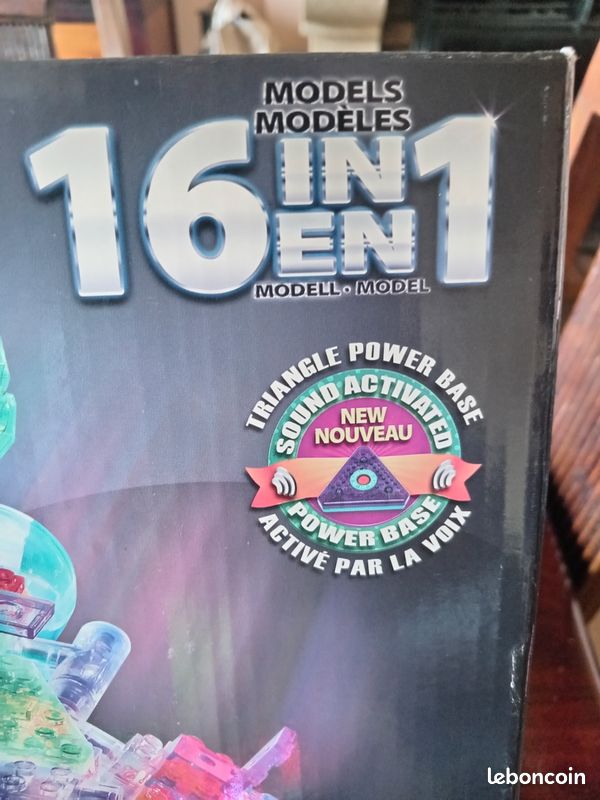 MODELS
MODÈLES
16 IN 1
EN
MODELL · MODEL
TRIANGLE POWER BASE
SOUND ACTIVATED
NEW
NOUVEAU
POWER BASE
ACTIVÉ PAR LA VOIX
leboncoin